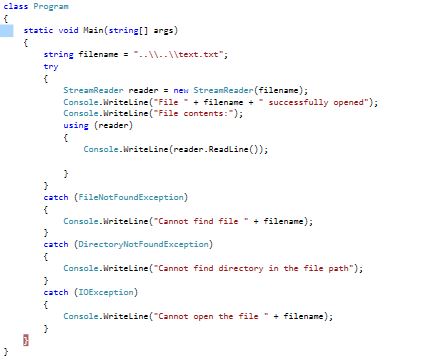 class Program
{
    static void Main(string[] args)
    {
        string filename = "..\\..\\text.txt";
        try
        {
            StreamReader reader = new StreamReader(filename);
            Console.WriteLine("File " + filename + " successfully opened");
            Console.WriteLine("File contents:");
            using (reader)
            {
                Console.WriteLine(reader.ReadLine());

            }
        }
        catch (FileNotFoundException)
        {
            Console.WriteLine("Cannot find file " + filename);
        }
        catch (DirectoryNotFoundException)
        {
            Console.WriteLine("Cannot find directory in the file path");
        }
        catch (IOException)
        {
            Console.WriteLine("Cannot open the file " + filename);
        }
    }
}